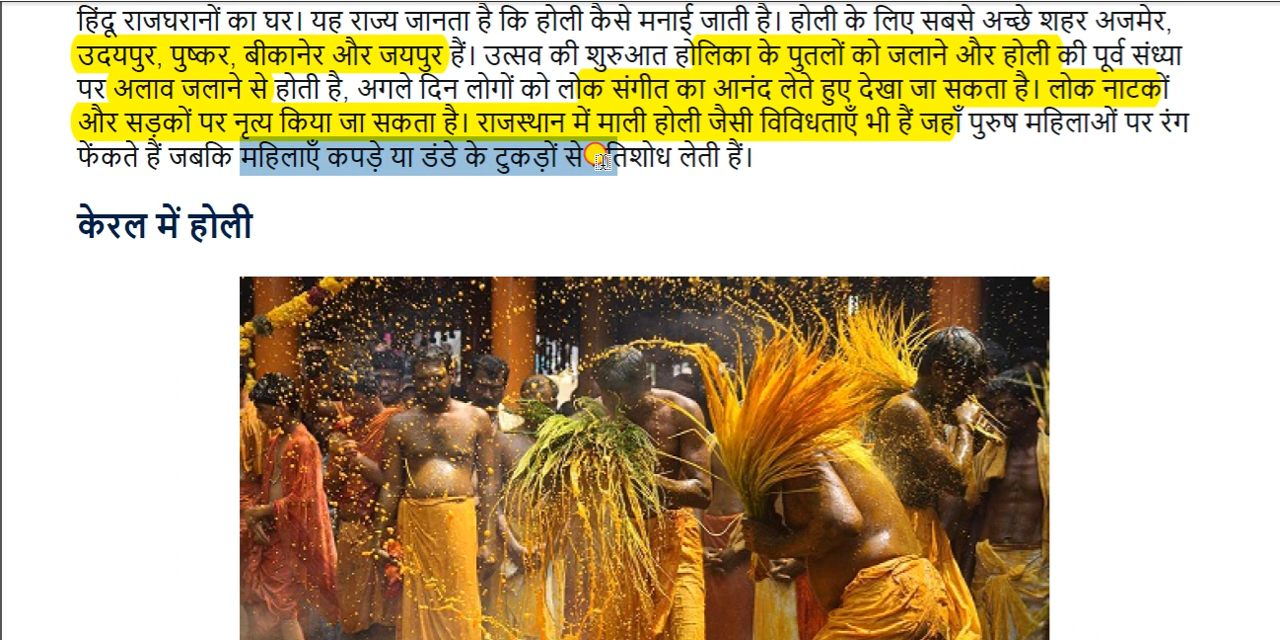 हिंदू राजघरानों का घर। यह राज्य जानता है कि होली कैसे मनाई जाती है। होली के लिए सबसे अच्छे शहर अजमेर,
उदयपुर, पुष्कर, बीकानेर और जयपुर हैं। उत्सव की शुरुआत होलिका के पुतलों को जलाने और होली की पूर्व संध्या
पर अलाव जलाने से होती है, अगले दिन लोगों को लोक संगीत का आनंद लेते हुए देखा जा सकता है। लोक नाटकों
और सड़कों पर नृत्य किया जा सकता है। राजस्थान में माली होली जैसी विविधताएँ भी हैं जहाँ पुरुष महिलाओं पर रंग
फेंकते हैं जबकि महिलाएँ कपड़े या डंडे के टुकड़ों से लेती हैं।
केरल में होली